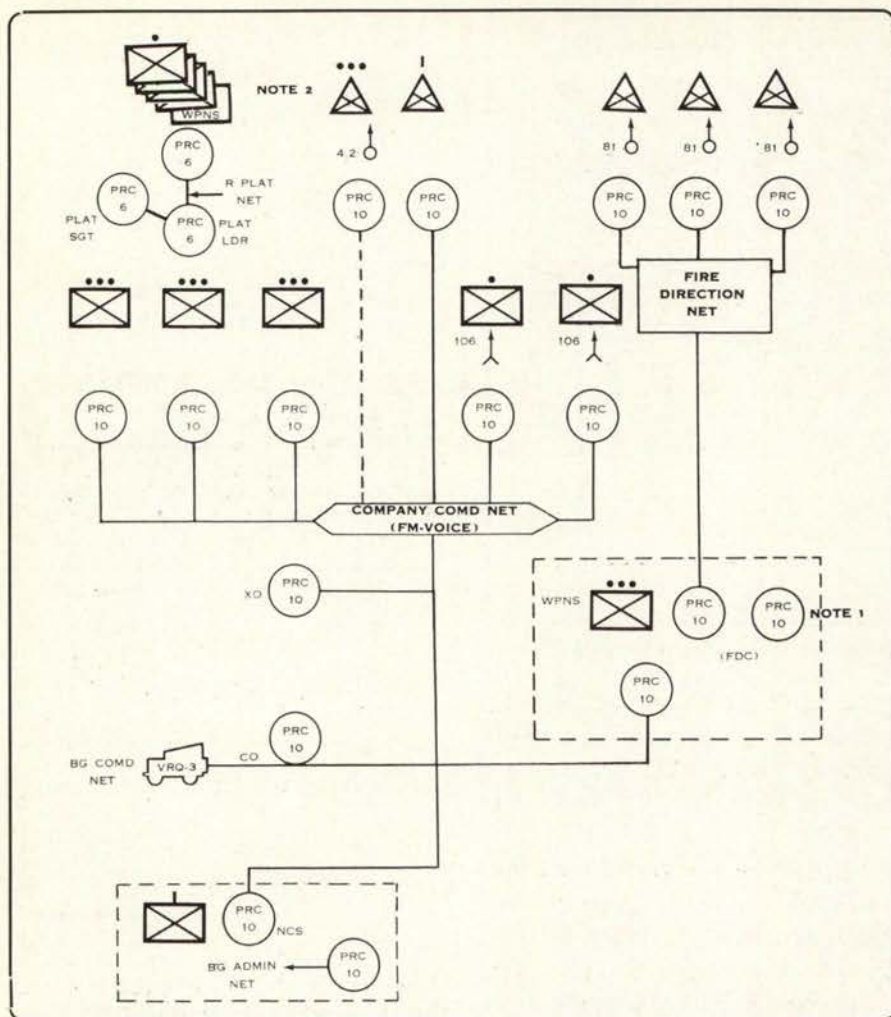 NOTE 2
WPNS
4.2
81
81
81
PRC
6
R PLAT
NET
PRC
6
PLAT
SGT
PRC
6
PLAT
LDR
PRC
10
PRC
10
PRC
10
PRC
10
PRC
10
FIRE
DIRECTION
NET
106
106
PRC
10
PRC
10
PRC
10
PRC
10
PRC
10
COMPANY COMD NET
(FM-VOICE)
XO
PRC
10
WPNS
PRC
10
PRC
10
NOTE 1
(FDC)
PRC
10
PRC
10
BG COMD
NET
VRQ-3
CO
PRC
10
NCS
BG ADMIN
NET
PRC
10